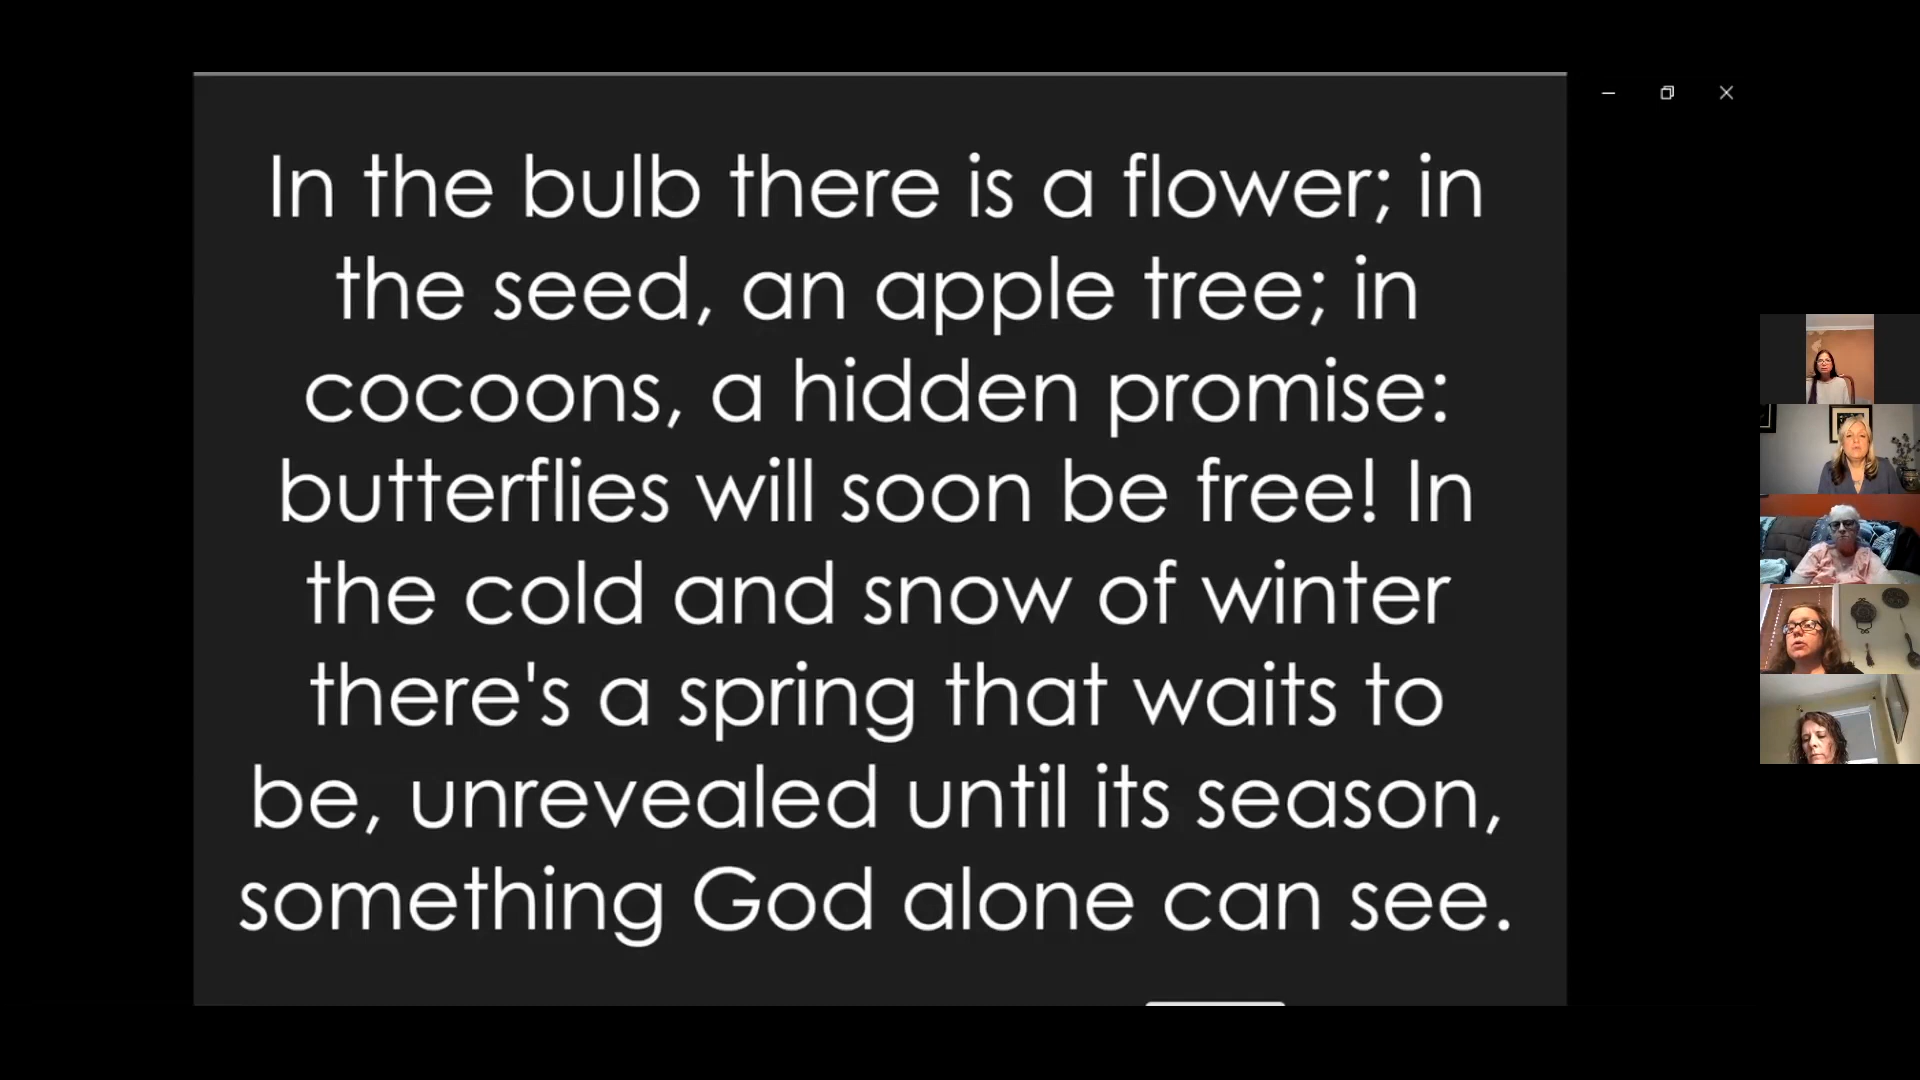 In the bulb there is a flower; in
the seed, an apple tree; in
cocoons, a hidden promise:
butterflies will soon be free! In
the cold and snow of winter
there's a spring that waits to
be, unrevealed until its season,
something God alone can see.